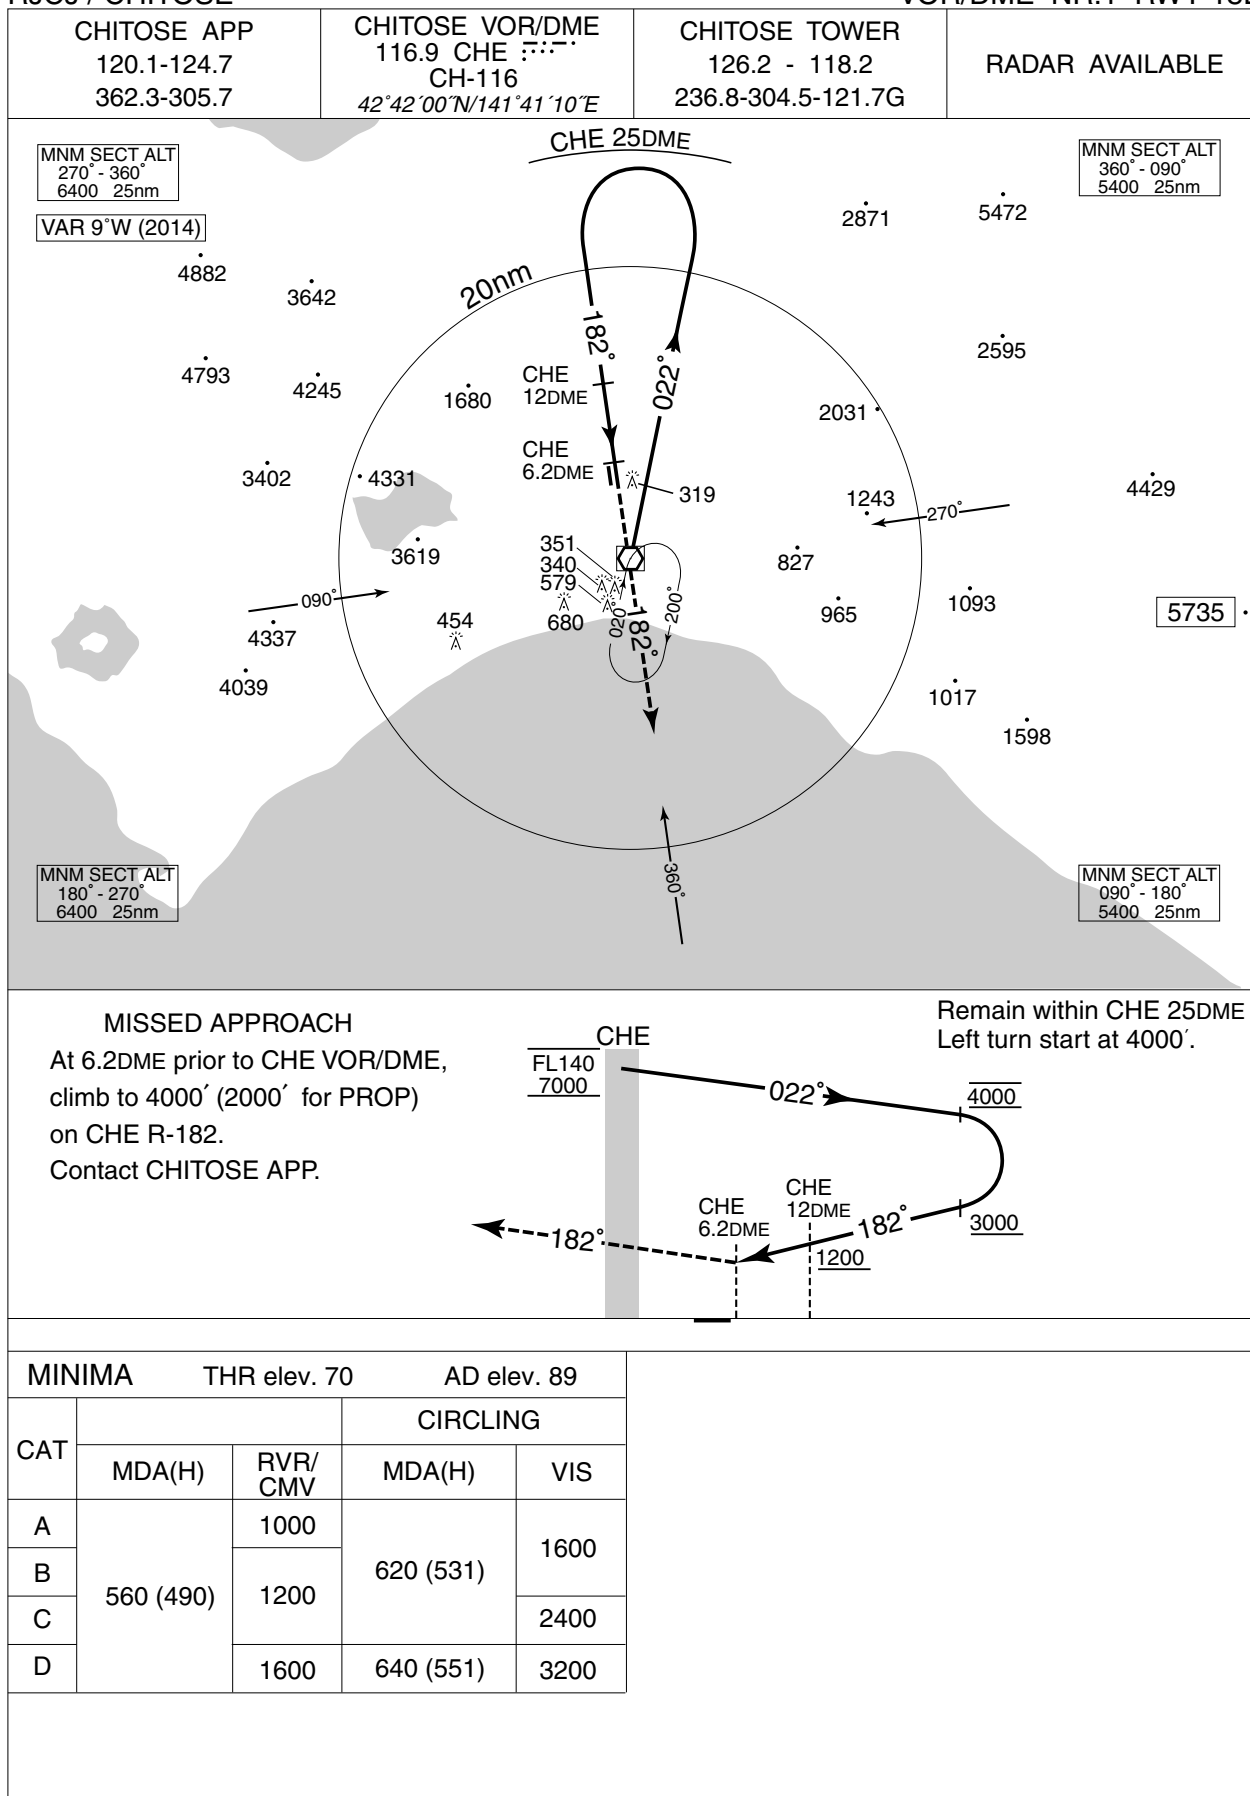 CHITOSE APP
120.1-124.7
362.3-305.7
CHITOSE VOR/DME
116.9 CHE
CH-116
42°42´00˝N/141°41´10˝E
CHITOSE TOWER
126.2 - 118.2
236.8-304.5-121.7G
RADAR AVAILABLE
MNM SECT ALT
270° - 360°
6400 25nm
VAR 9°W (2014)
CHE 25DME
MNM SECT ALT
360° - 090°
5400 25nm
2871
5472
4882
3642
20nm
182°
022°
2595
4793
4245
1680
CHE
12DME
2031
CHE
6.2DME
3402
4331
319
1243
270°
4429
3619
351
340
579
827
090°
454
680
020°
182°
200°
965
1093
5735
4337
4039
1017
1598
360°
MNM SECT ALT
180° - 270°
6400 25nm
MNM SECT ALT
090° - 180°
5400 25nm
MISSED APPROACH
At 6.2DME prior to CHE VOR/DME,
climb to 4000´ (2000´ for PROP)
on CHE R-182.
Contact CHITOSE APP.
Remain within CHE 25DME
Left turn start at 4000´.
CHE
FL140
7000
022°
4000
CHE
6.2DME
CHE
12DME
182°
3000
182°
1200
MINIMA THR elev. 70 AD elev. 89
CAT
CIRCLING
MDA(H)
RVR/
CMV
MDA(H)
VIS
A
1000
1600
B
620 (531)
560 (490)
1200
C
2400
D
1600
640 (551)
3200